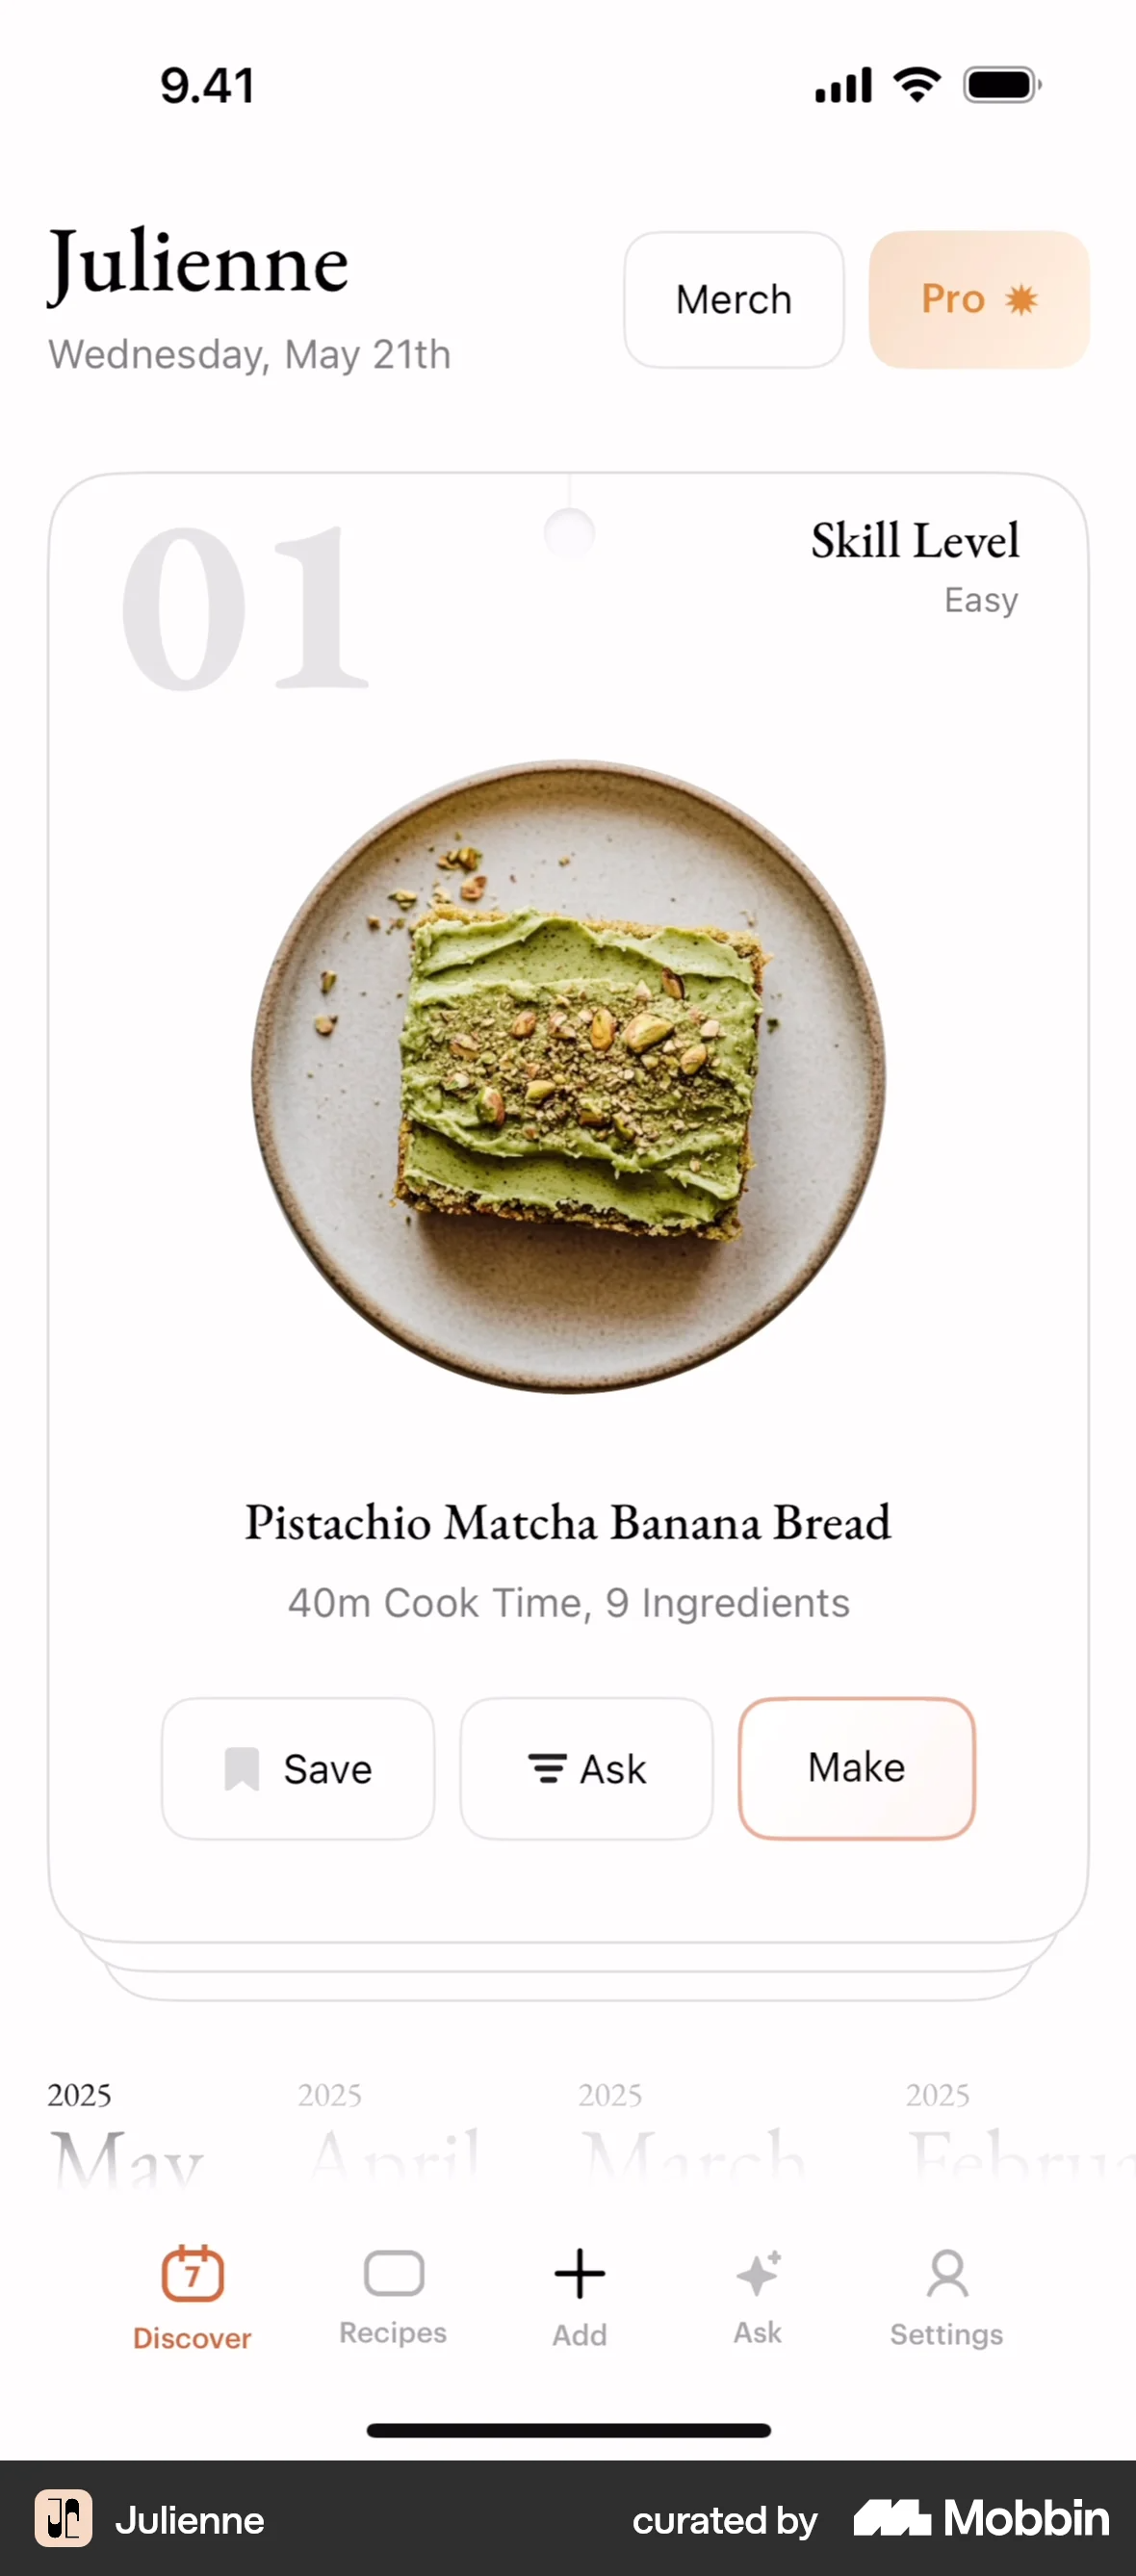 9.41
Julienne
Wednesday, May 21th
Merch
Pro
01
Skill Level
Easy
Pistachio Matcha Banana Bread
40m Cook Time, 9 Ingredients
Save
Ask
Make
2025 2025 2025 2025
May April March Februa
7
Discover Recipes Add Ask Settings
Julienne
curated by Mobbin